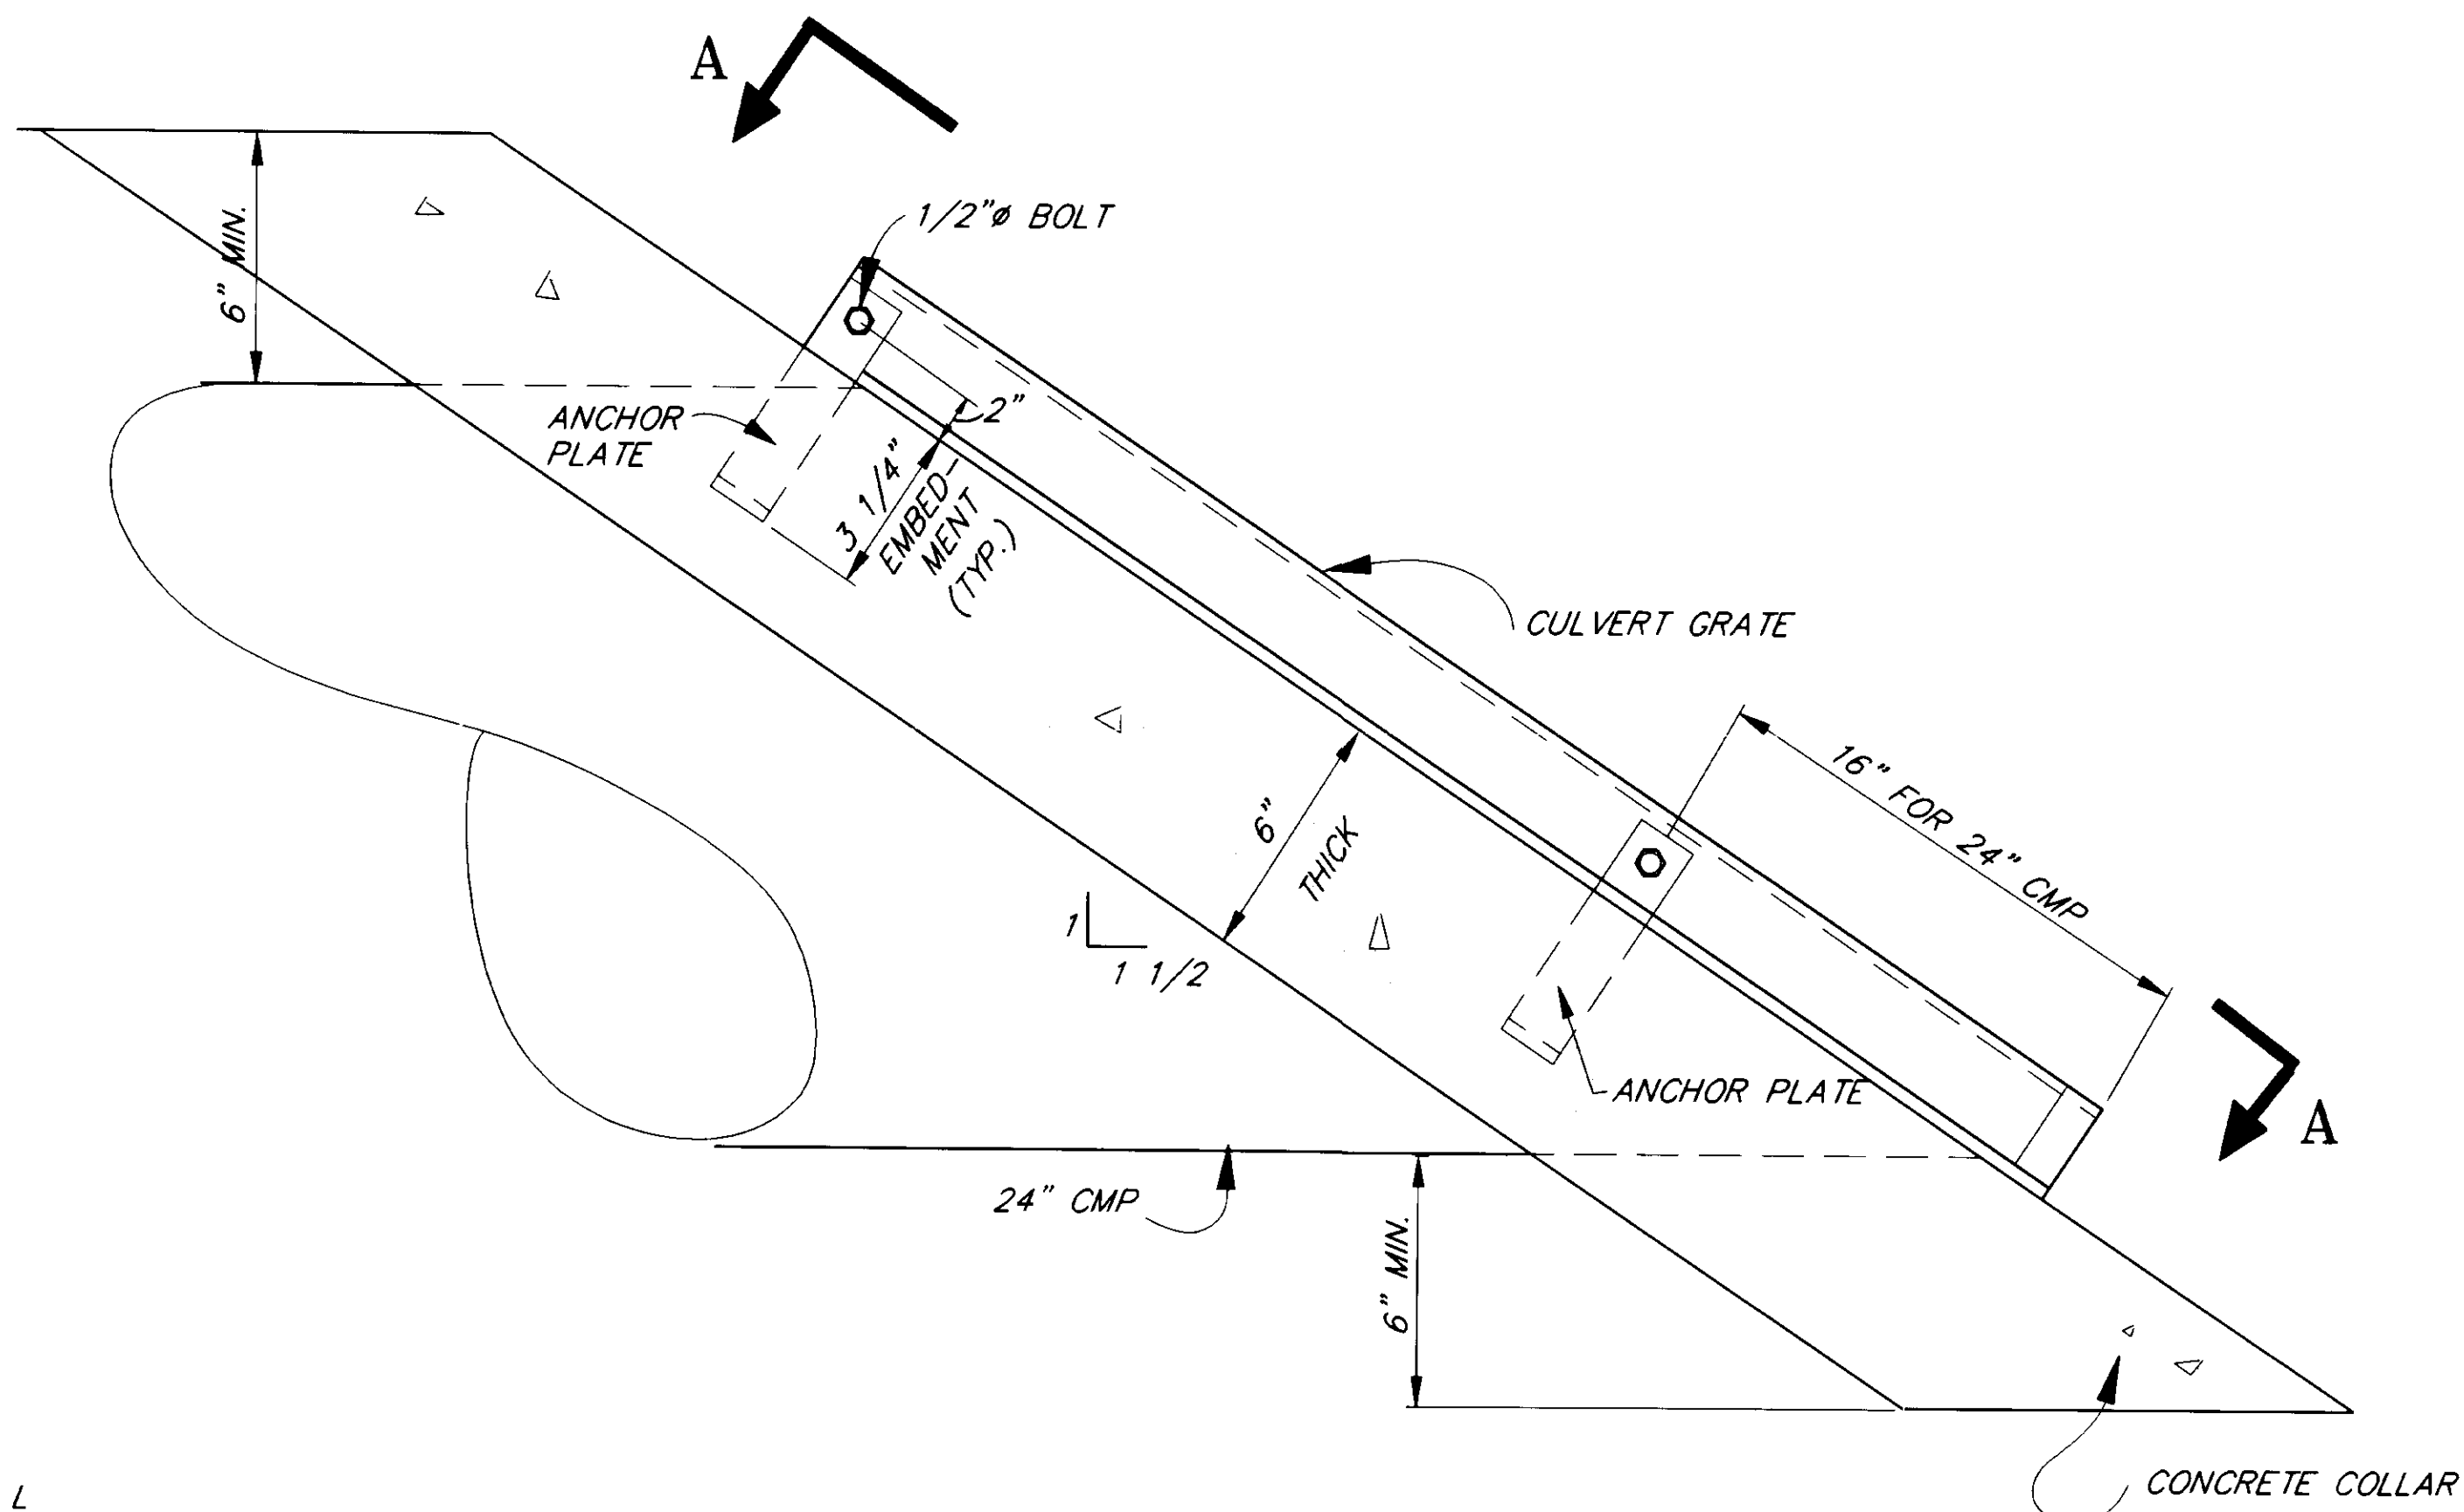 A
6" MIN.
1/2"ø BOLT
ANCHOR
PLATE
2"
3 1/4"
EMBED-
MENT
(TYP.)
CULVERT GRATE
16" FOR 24" CMP
6"
THICK
1
1 1/2
ANCHOR PLATE
A
24" CMP
6" MIN.
CONCRETE COLLAR
L